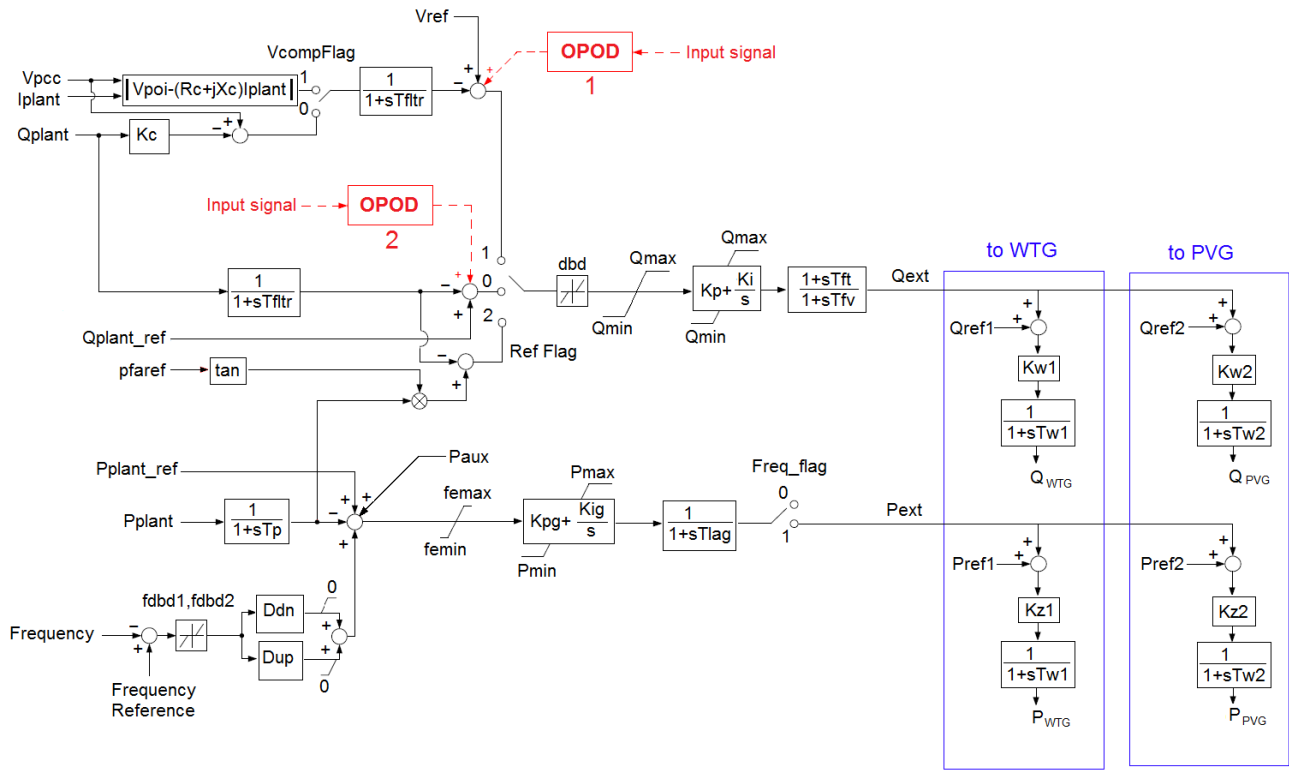 Vref
OPOD
Input signal
1
VcompFlag
Vpcc
Iplant
|Vpoi-(Rc+jXc)Iplant|
1
0
1
1+sTfltr
+
−
+
Qplant
Kc
−
+
Input signal
OPOD
2
1
0
2
dbd
Qmax
Qmin
Qmax
Kp+
Ki
s
Qmin
1+sTft
1+sTfv
Qext
to WTG
to PVG
1
1+sTfltr
−
+
+
Qplant_ref
Ref Flag
pfaref
tan
−
+
Qref1
+
+
Kw1
1
1+sTw1
Q WTG
Qref2
+
+
Kw2
1
1+sTw2
Q PVG
Pplant_ref
Paux
Pplant
1
1+sTp
−
+
+
+
femax
femin
Pmax
Kpg+
Kig
s
Pmin
1
1+sTlag
Freq_flag
0
1
Pext
Pref1
+
+
Kz1
1
1+sTw1
P WTG
Pref2
+
+
Kz2
1
1+sTw2
P PVG
fdbd1,fdbd2
Ddn
0
Frequency
−
+
+
+
Dup
0
Frequency
Reference